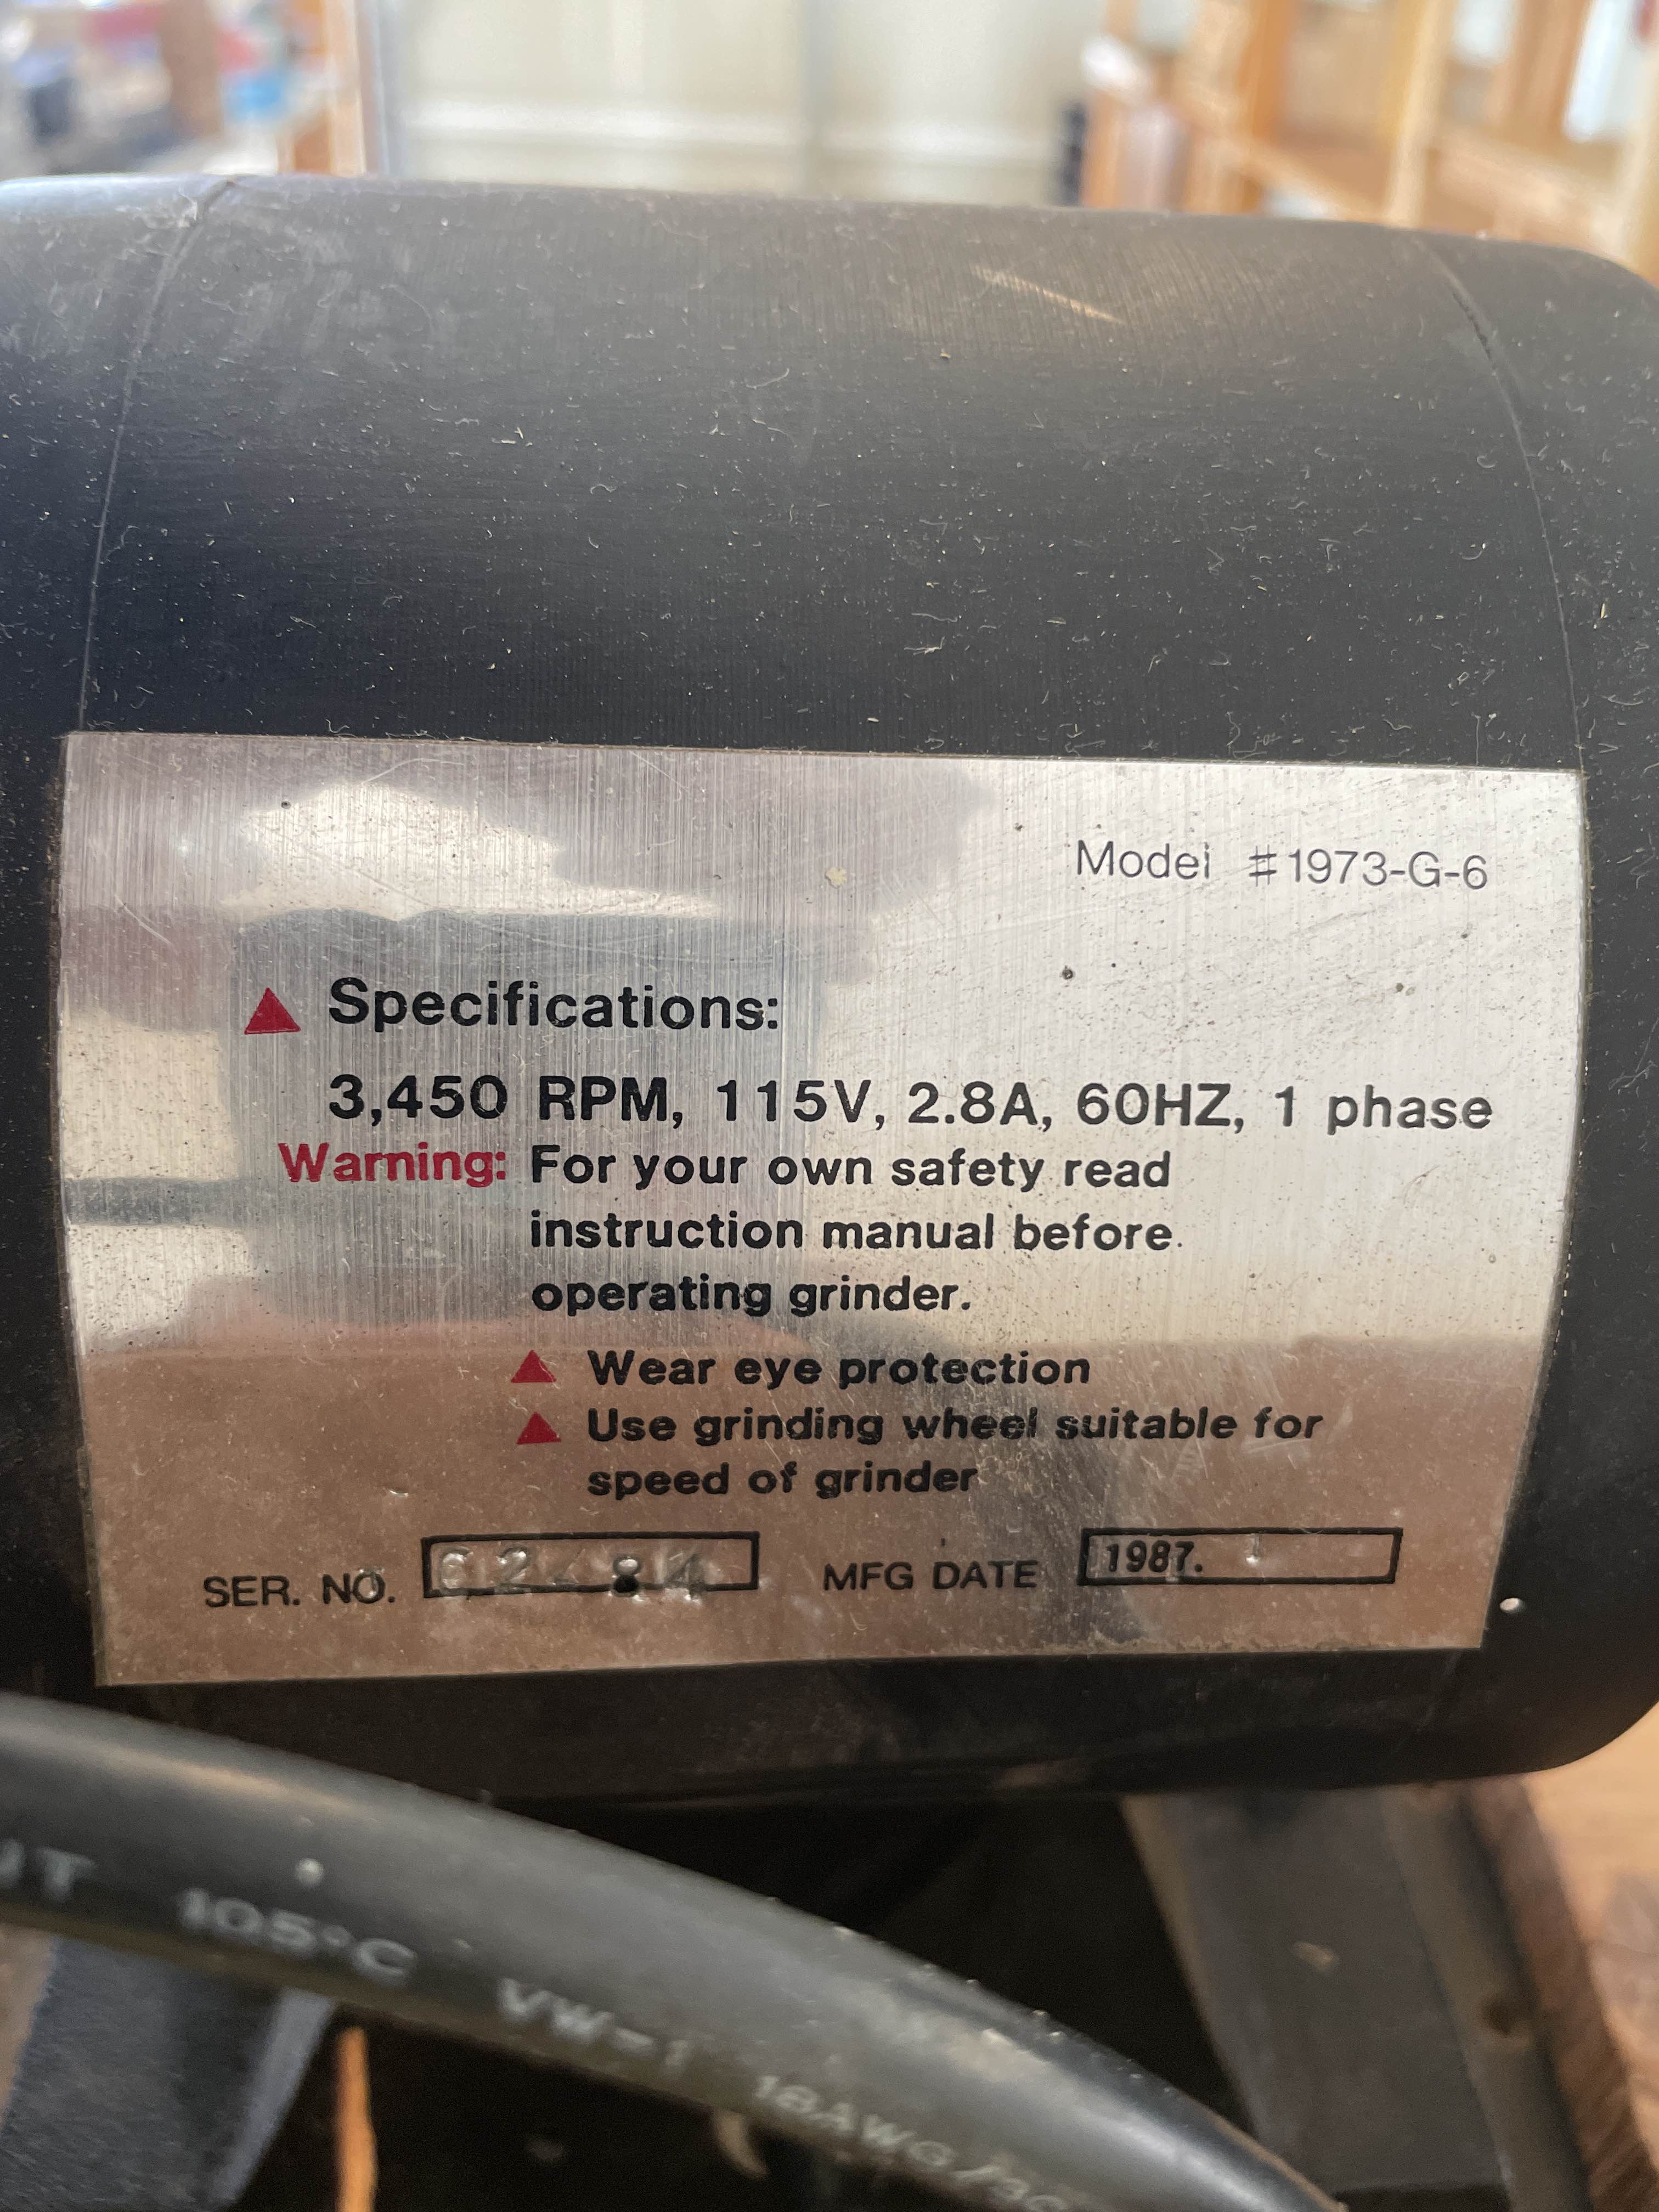 Model #1973-G-6
▲ Specifications:
3,450 RPM, 115V, 2.8A, 60HZ, 1 phase
Warning: For your own safety read
instruction manual before.
operating grinder.
▲ Wear eye protection
▲ Use grinding wheel suitable for
speed of grinder
SER. NO. MFG DATE 1987.
105°C VW-1 18AWG